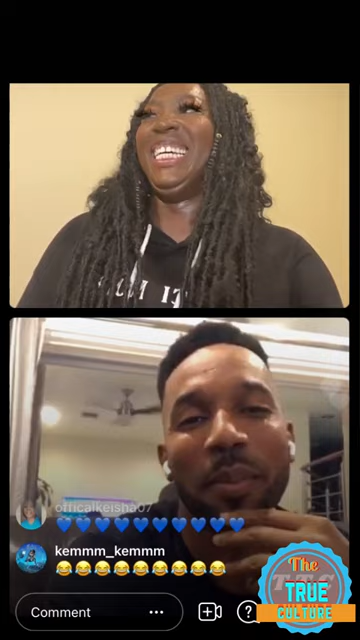 officalkeisha07
💙💙💙💙💙💙💙💙💙💙
kemmm_kemmm
😂😂😂😂😂😂😂😂😂
Comment
The
TRUE
CULTURE